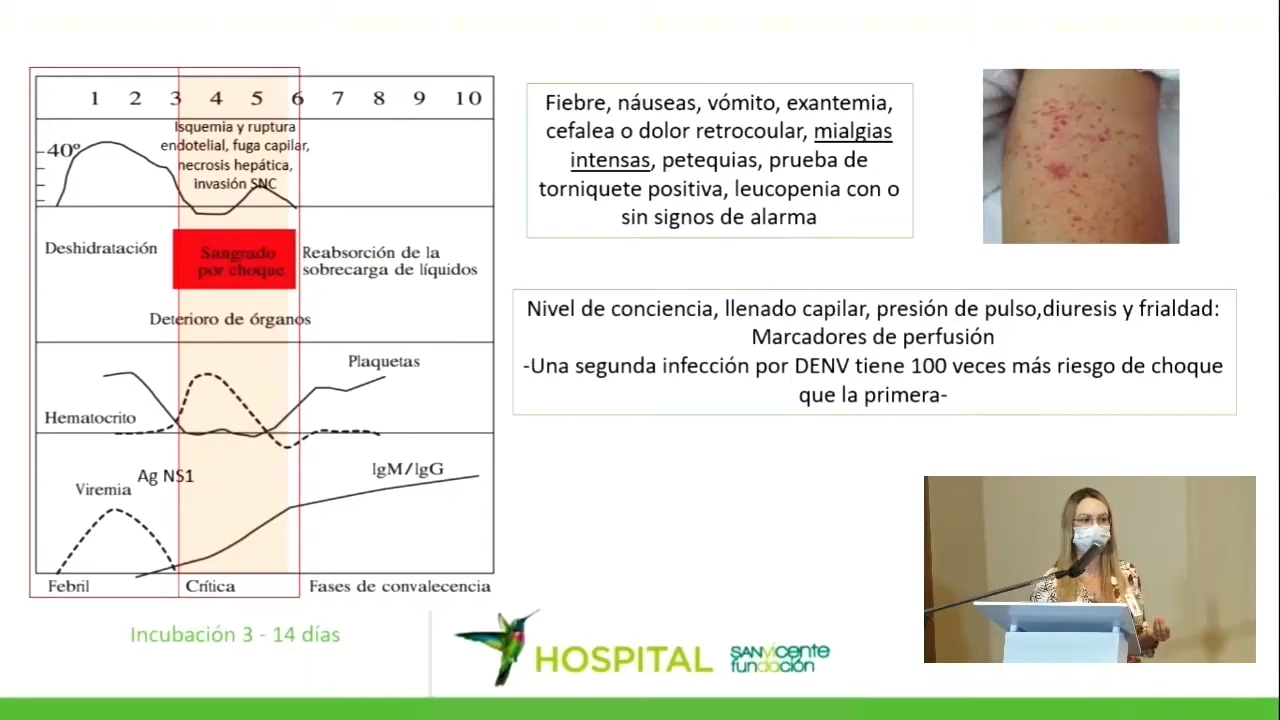 1 2 3 4 5 6 7 8 9 10
40°
Isquemia y ruptura
endotelial, fuga capilar,
necrosis hepática,
invasión SNC
Deshidratación
Sangrado
por choque
Reabsorción de la
sobrecarga de líquidos
Deterioro de órganos
Plaquetas
Hematocrito
Ag NS1
Viremia
IgM/IgG
Febril
Crítica
Fases de convalecencia
Incubación 3 - 14 días
Fiebre, náuseas, vómito, exantemia,
cefalea o dolor retrocoular, mialgias
intensas, petequias, prueba de
torniquete positiva, leucopenia con o
sin signos de alarma
Nivel de conciencia, llenado capilar, presión de pulso,diuresis y frialdad:
Marcadores de perfusión
-Una segunda infección por DENV tiene 100 veces más riesgo de choque
que la primera-
HOSPITAL
SANVicente
fundación